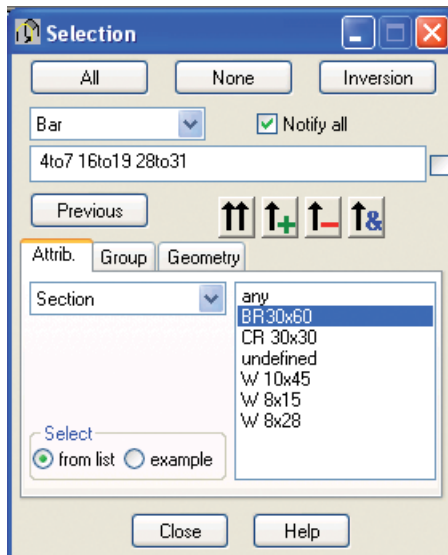 Selection
All None Inversion
Bar Notify all
4to7 16to19 28to31
Previous &
Attrib. Group Geometry
Section
any
BR30x60
CR 30x30
undefined
W 10x45
W 8x15
W 8x28
Select
from list example
Close Help